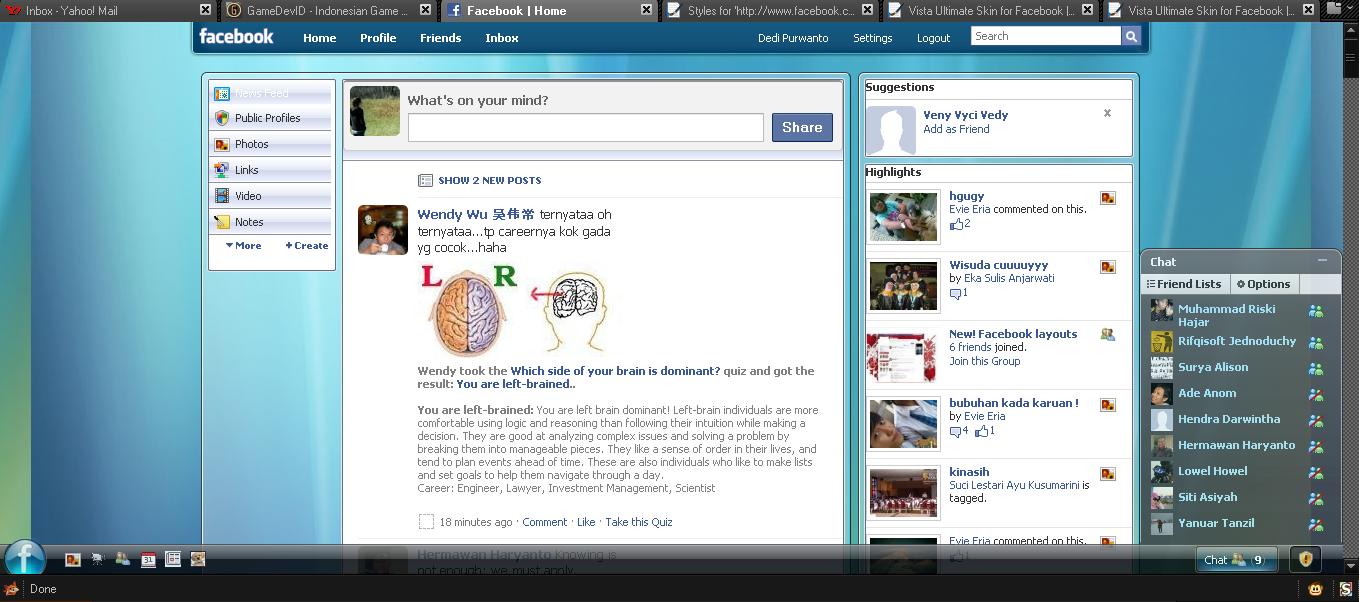 Inbox - Yahoo! Mail
GameDevID - Indonesian Game ...
Facebook | Home
Styles for 'http://www.facebook.c...
Vista Ultimate Skin for Facebook |...
Vista Ultimate Skin for Facebook |...
facebook
Home
Profile
Friends
Inbox
Dedi Purwanto
Settings
Logout
Search
News Feed
Public Profiles
Photos
Links
Video
Notes
More
+ Create
What's on your mind?
Share
SHOW 2 NEW POSTS
Wendy Wu 吴伟常 ternyataa oh
ternyataa...tp careernya kok gada
yg cocok...haha
L R
Wendy took the Which side of your brain is dominant? quiz and got the
result: You are left-brained..
You are left-brained: You are left brain dominant! Left-brain individuals are more
comfortable using logic and reasoning than following their intuition while making a
decision. They are good at analyzing complex issues and solving a problem by
breaking them into manageable pieces. They like a sense of order in their lives, and
tend to plan events ahead of time. These are also individuals who like to make lists
and set goals to help them navigate through a day.
Career: Engineer, Lawyer, Investment Management, Scientist
18 minutes ago · Comment · Like · Take this Quiz
Hermawan Haryanto Knowing is
not enough; we must apply.
Suggestions
Veny Vyci Vedy
Add as Friend
Highlights
hgugy
Evie Eria commented on this.
2
Wisuda cuuuuyyy
by Eka Sulis Anjarwati
1
New! Facebook layouts
6 friends joined.
Join this Group
bubuhan kada karuan !
by Evie Eria
4 1
kinasih
Suci Lestari Ayu Kusumarini is
tagged.
Evie Eria commented on this.
1
Chat
Friend Lists
Options
Muhammad Riski
Hajar
Rifqisoft Jednoduchy
Surya Alison
Ade Anom
Hendra Darwintha
Hermawan Haryanto
Lowel Howel
Siti Asiyah
Yanuar Tanzil
31
Chat (9)
Done